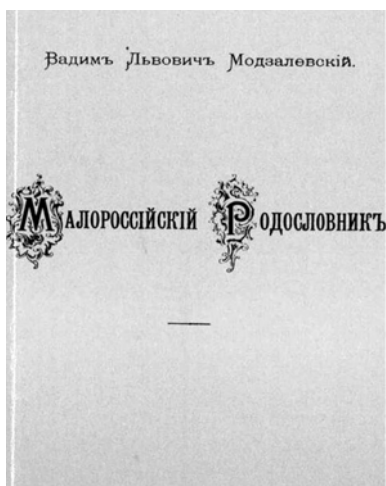 Вадимъ Львовичъ Модзалевскій.
Малороссійскій Родословникъ